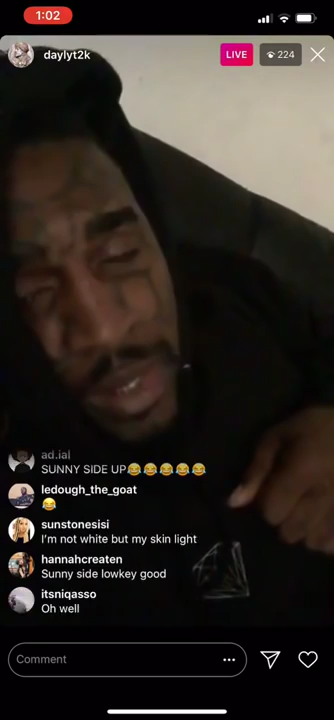 1:02
daylyt2k
LIVE
224
ad.ial
SUNNY SIDE UP😂😂😂😂😂
ledough_the_goat
😂
sunstonesisi
I'm not white but my skin light
hannahcreaten
Sunny side lowkey good
itsniqasso
Oh well
Comment